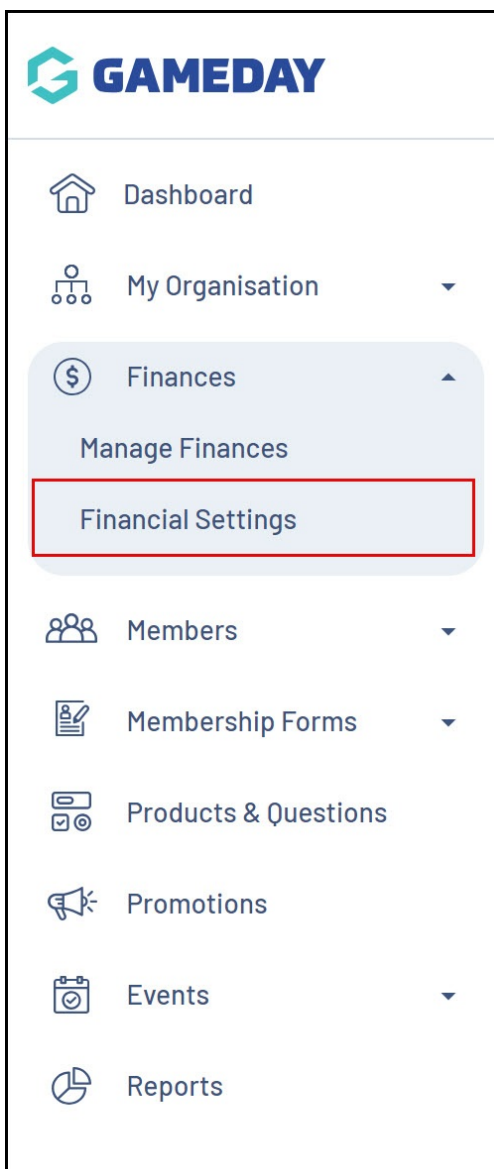 GAMEDAY
Dashboard
My Organisation
Finances
Manage Finances
Financial Settings
Members
Membership Forms
Products & Questions
Promotions
Events
Reports